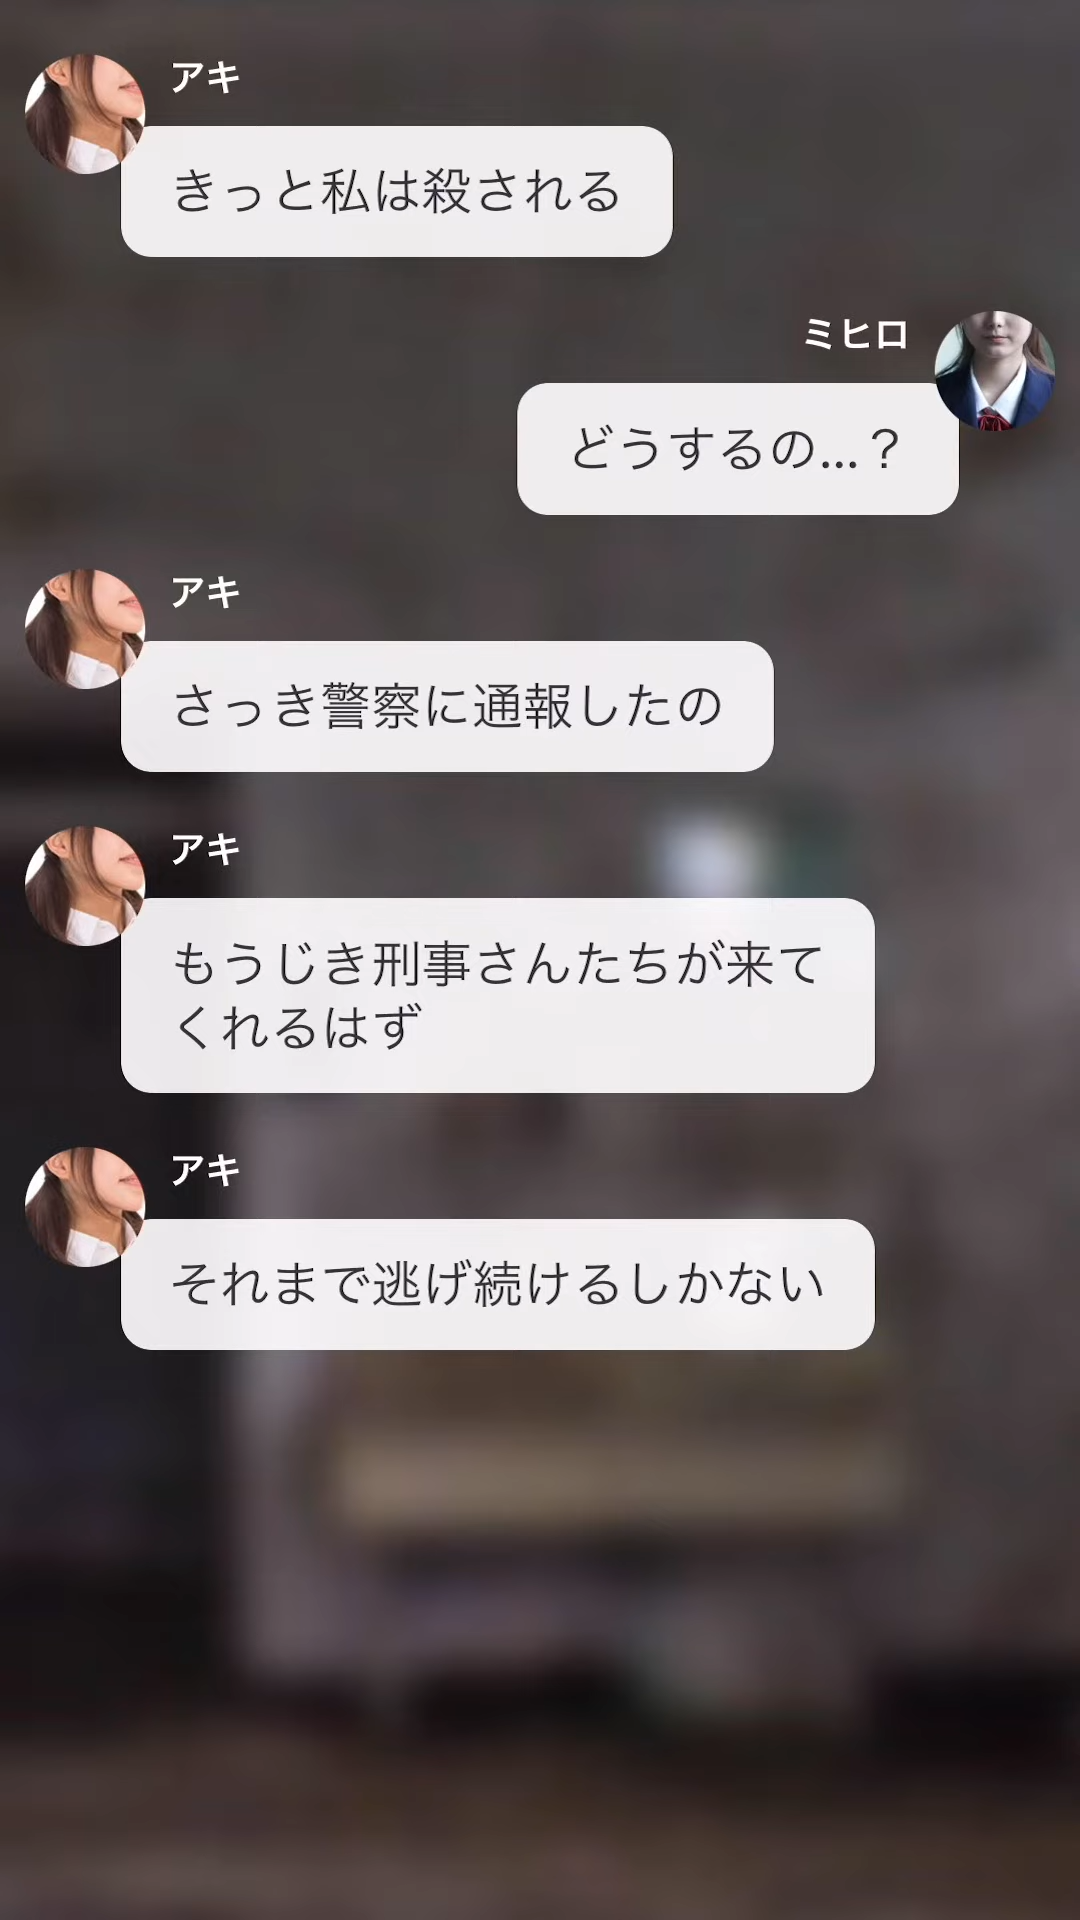 アキ
きっと私は殺される
ミヒロ
どうするの…？
アキ
さっき警察に通報したの
アキ
もうじき刑事さんたちが来て
くれるはず
アキ
それまで逃げ続けるしかない